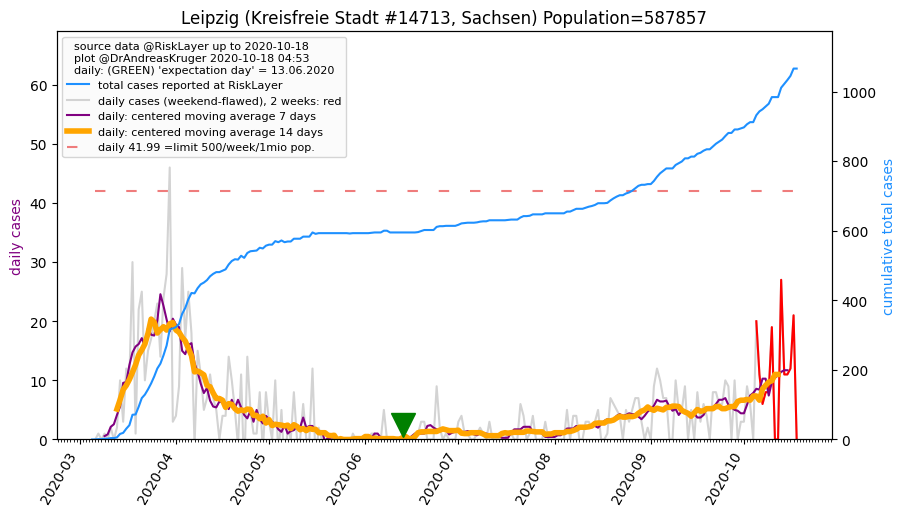 Leipzig (Kreisfreie Stadt #14713, Sachsen) Population=587857
source data @RiskLayer up to 2020-10-18
plot @DrAndreasKruger 2020-10-18 04:53
daily: (GREEN) 'expectation day' = 13.06.2020
total cases reported at RiskLayer
daily cases (weekend-flawed), 2 weeks: red
daily: centered moving average 7 days
daily: centered moving average 14 days
daily 41.99 =limit 500/week/1mio pop.
daily cases
60
50
40
30
20
10
0
cumulative total cases
1000
800
600
400
200
0
2020-03
2020-04
2020-05
2020-06
2020-07
2020-08
2020-09
2020-10